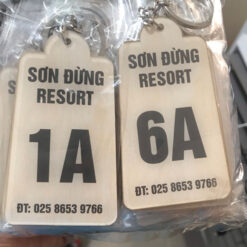 SƠN ĐỪNG
RESORT
1A
ĐT: 025 8653 9766
SƠN ĐỪNG
RESORT
6A
ĐT: 025 8653 9766